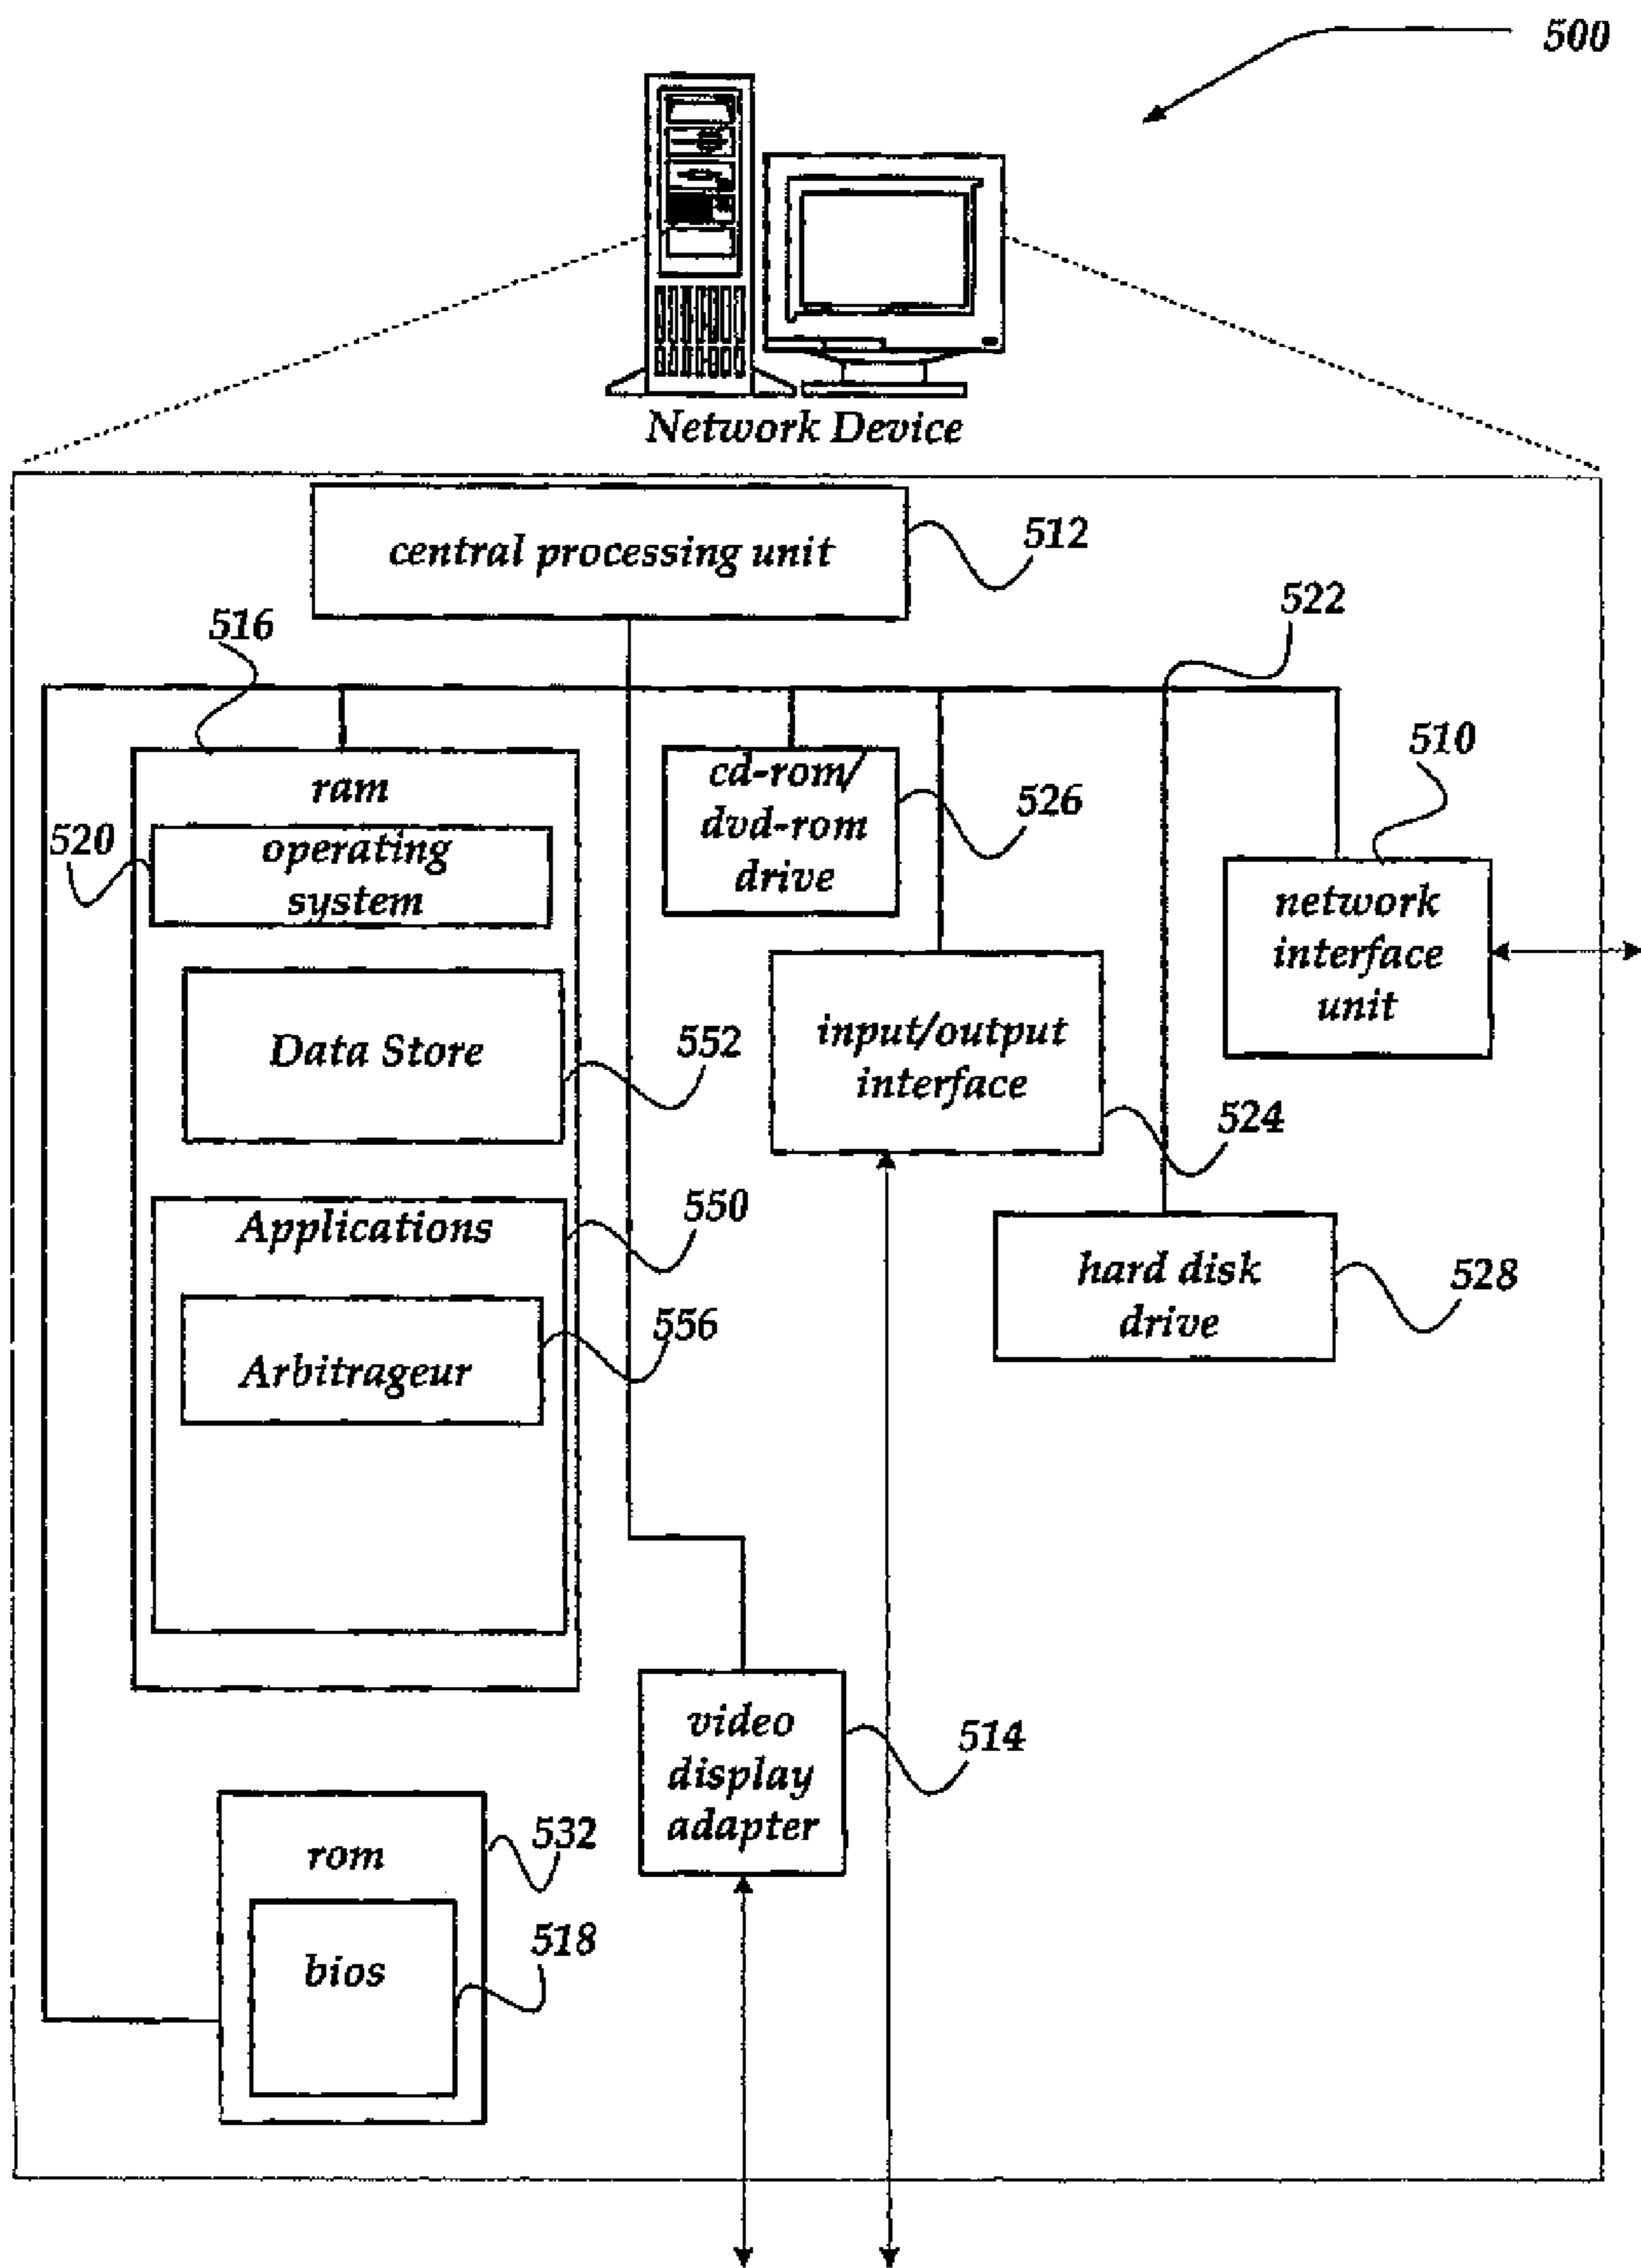 500
Network Device
central processing unit
512
522
516
ram
520
operating
system
cd-rom/
dvd-rom
drive
526
510
network
interface
unit
Data Store
552
input/output
interface
524
Applications
550
hard disk
drive
528
Arbitrageur
556
video
display
adapter
514
rom
532
bios
518